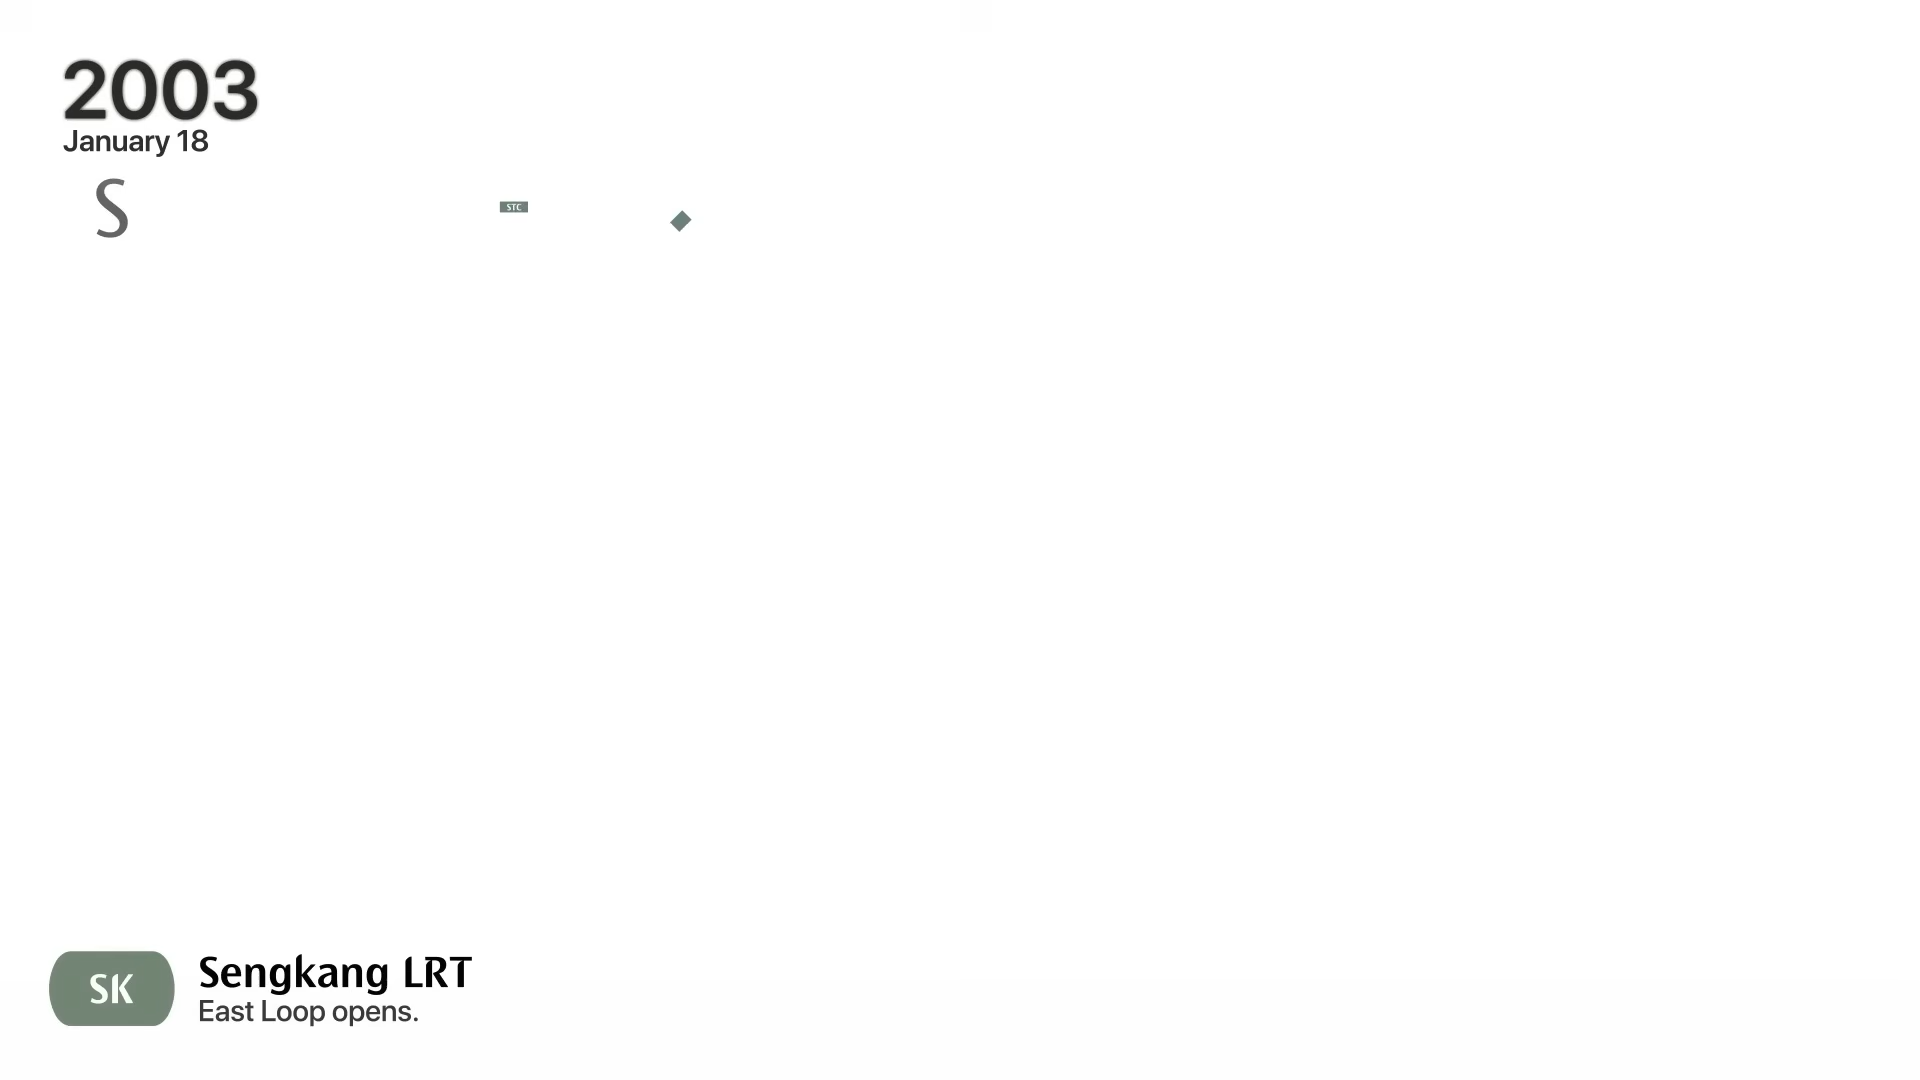 2003
January 18
S
STC
SK
Sengkang LRT
East Loop opens.